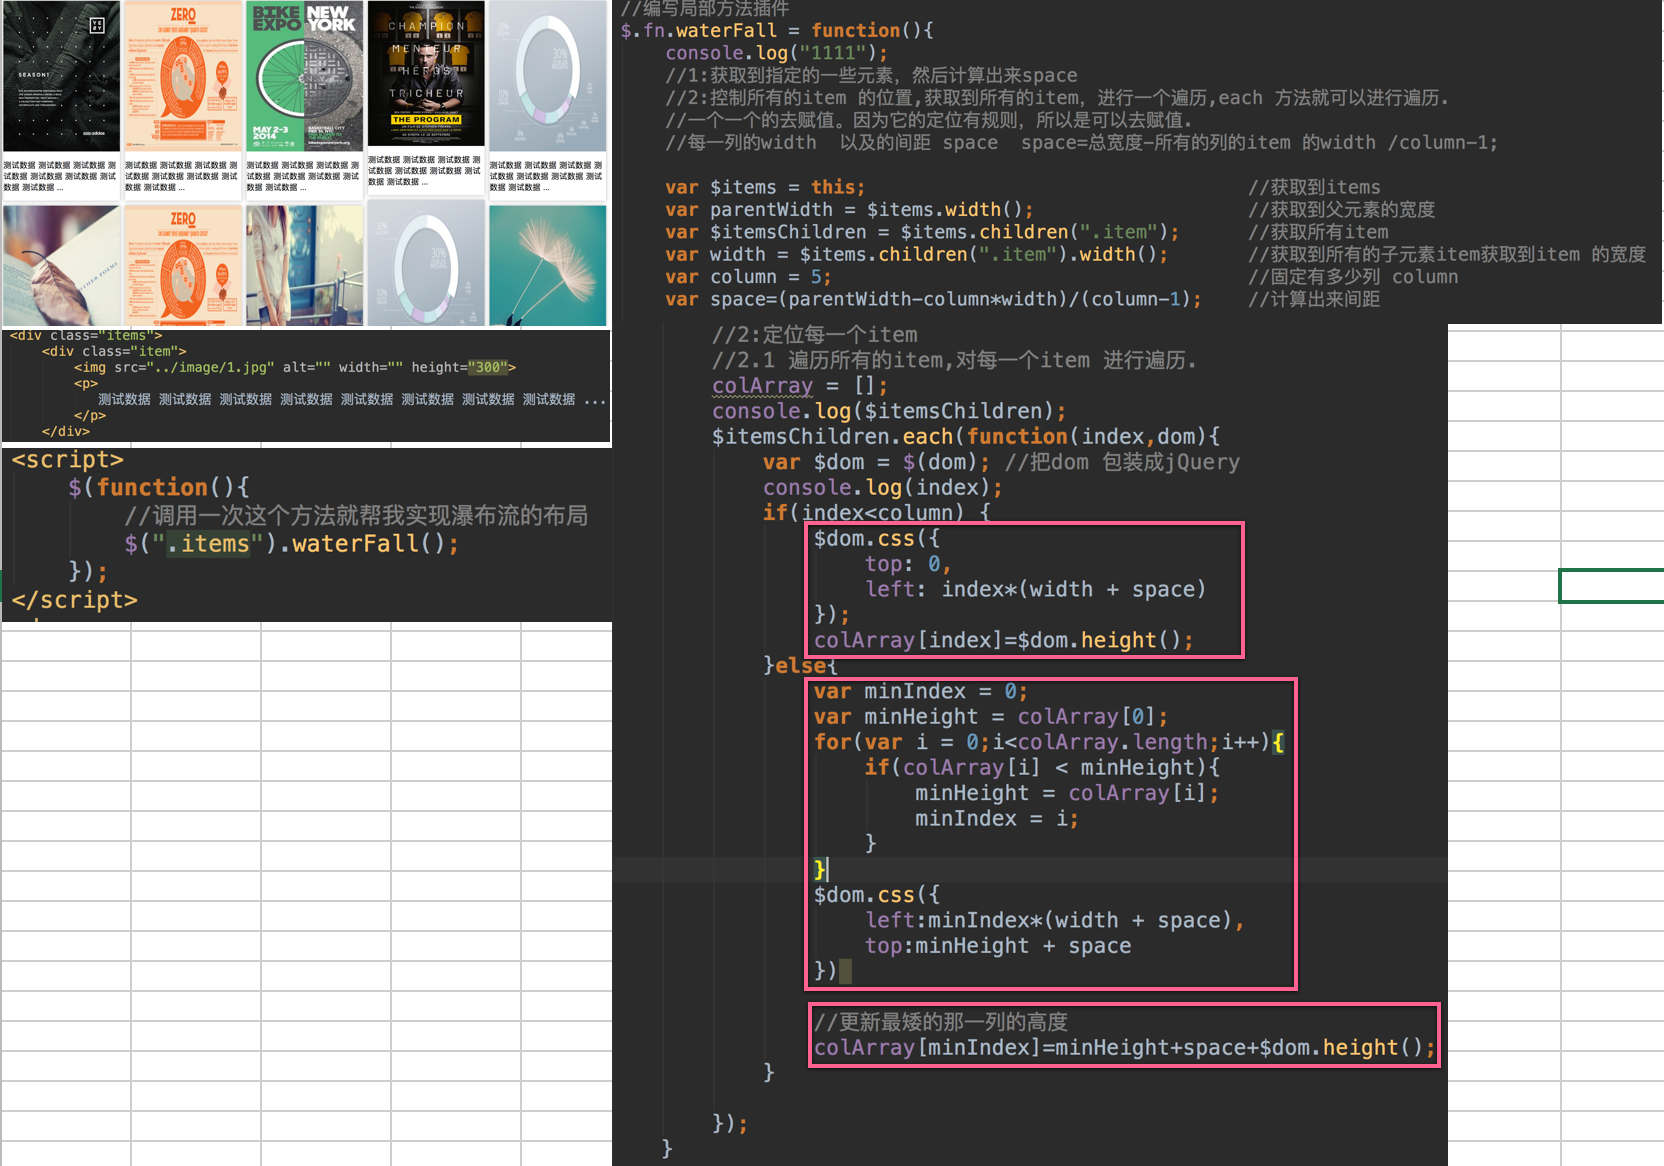 ZERO
BIKE NEW
EXPO YORK
MAY 2-3
2014
SEASON1
CHAMPION
MENTEUR
HÉROS
TRICHEUR
THE PROGRAM
30%
测试数据 测试数据 测试数据 测
试数据 测试数据 测试数据 测试
数据 测试数据 ...
测试数据 测试数据 测试数据 测
试数据 测试数据 测试数据 测试
数据 测试数据 ...
测试数据 测试数据 测试数据 测
试数据 测试数据 测试数据 测试
数据 测试数据 ...
测试数据 测试数据 测试数据 测
试数据 测试数据 测试数据 测试
数据 测试数据 ...
测试数据 测试数据 测试数据 测
试数据 测试数据 测试数据 测试
数据 测试数据 ...
ZERO
OTHER POEMS
30%
<div class="items">
<div class="item">
<img src="../image/1.jpg" alt="" width="" height="300">
<p>
测试数据 测试数据 测试数据 测试数据 测试数据 测试数据 测试数据 测试数据 ...
</p>
</div>
<script>
$(function(){
//调用一次这个方法就帮我实现瀑布流的布局
$(".items").waterFall();
});
</script>
//编写局部方法插件
$.fn.waterFall = function(){
console.log("1111");
//1:获取到指定的一些元素, 然后计算出来space
//2:控制所有的item 的位置,获取到所有的item, 进行一个遍历,each 方法就可以进行遍历.
//一个一个的去赋值。因为它的定位有规则, 所以是可以去赋值.
//每一列的width  以及的间距 space  space=总宽度-所有的列的item 的width /column-1;
var $items = this; //获取到items
var parentWidth = $items.width(); //获取到父元素的宽度
var $itemsChildren = $items.children(".item"); //获取所有item
var width = $items.children(".item").width(); //获取到所有的子元素item获取到item 的宽度
var column = 5; //固定有多少列 column
var space=(parentWidth-column*width)/(column-1); //计算出来间距
//2:定位每一个item
//2.1 遍历所有的item,对每一个item 进行遍历.
colArray = [];
console.log($itemsChildren);
$itemsChildren.each(function(index,dom){
var $dom = $(dom); //把dom 包装成jQuery
console.log(index);
if(index<column) {
$dom.css({
top: 0,
left: index*(width + space)
});
colArray[index]=$dom.height();
}else{
var minIndex = 0;
var minHeight = colArray[0];
for(var i = 0;i<colArray.length;i++){
if(colArray[i] < minHeight){
minHeight = colArray[i];
minIndex = i;
}
}
$dom.css({
left:minIndex*(width + space),
top:minHeight + space
})
//更新最矮的那一列的高度
colArray[minIndex]=minHeight+space+$dom.height();
}
});
}